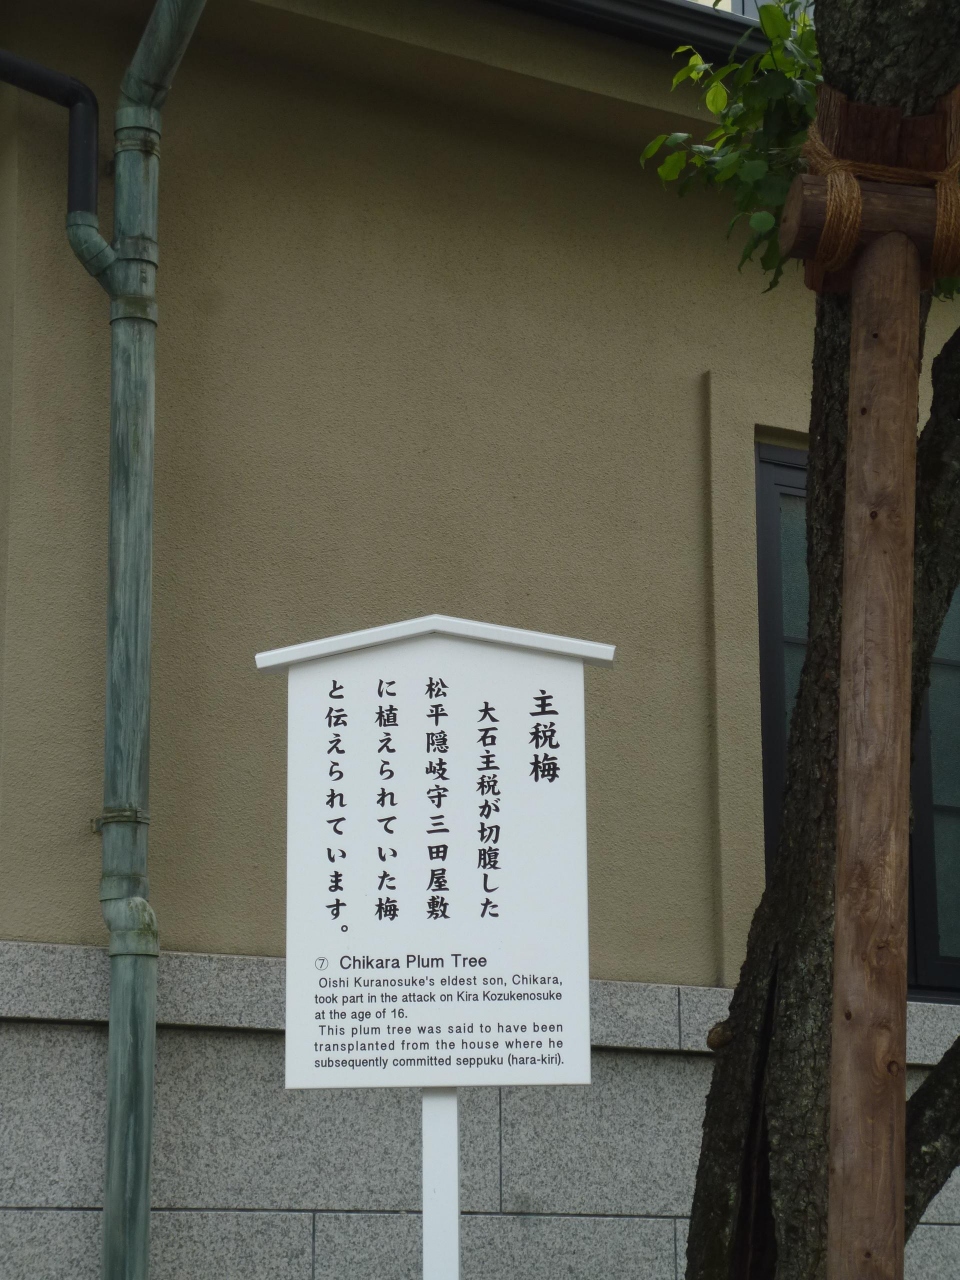 主税梅
大石主税が切腹した
松平隠岐守三田屋敷
に植えられていた梅
と伝えられています。
⑦ Chikara Plum Tree
Oishi Kuranosuke's eldest son, Chikara,
took part in the attack on Kira Kozukenosuke
at the age of 16.
This plum tree was said to have been
transplanted from the house where he
subsequently committed seppuku (hara-kiri).